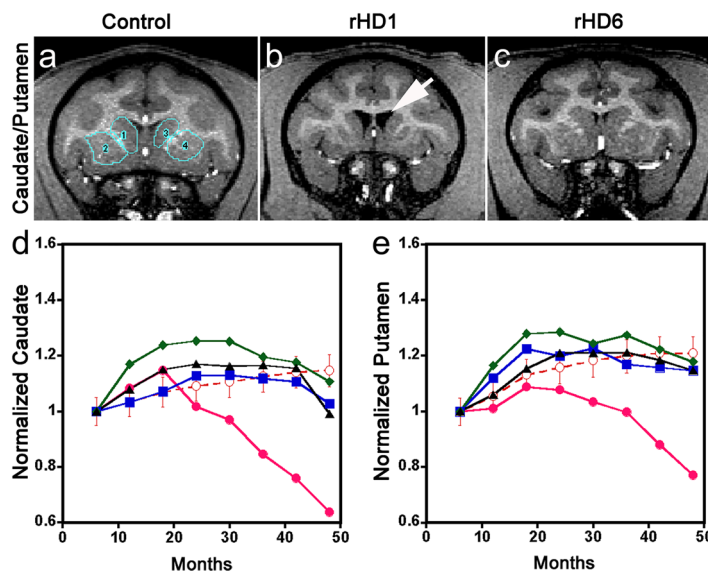 Control rHD1 rHD6
Caudate/Putamen
a b c
1 2 3 4
d e
Normalized Caudate
1.6
1.4
1.2
1
0.8
0.6
0 10 20 30 40 50
Months
Normalized Putamen
1.6
1.4
1.2
1
0.8
0.6
0 10 20 30 40 50
Months